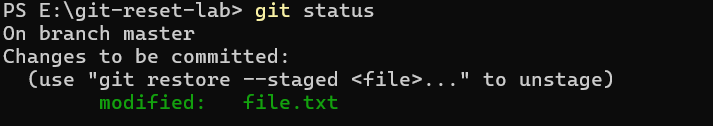 PS E:\git-reset-lab> git status
On branch master
Changes to be committed:
  (use "git restore --staged <file>..." to unstage)
        modified:   file.txt